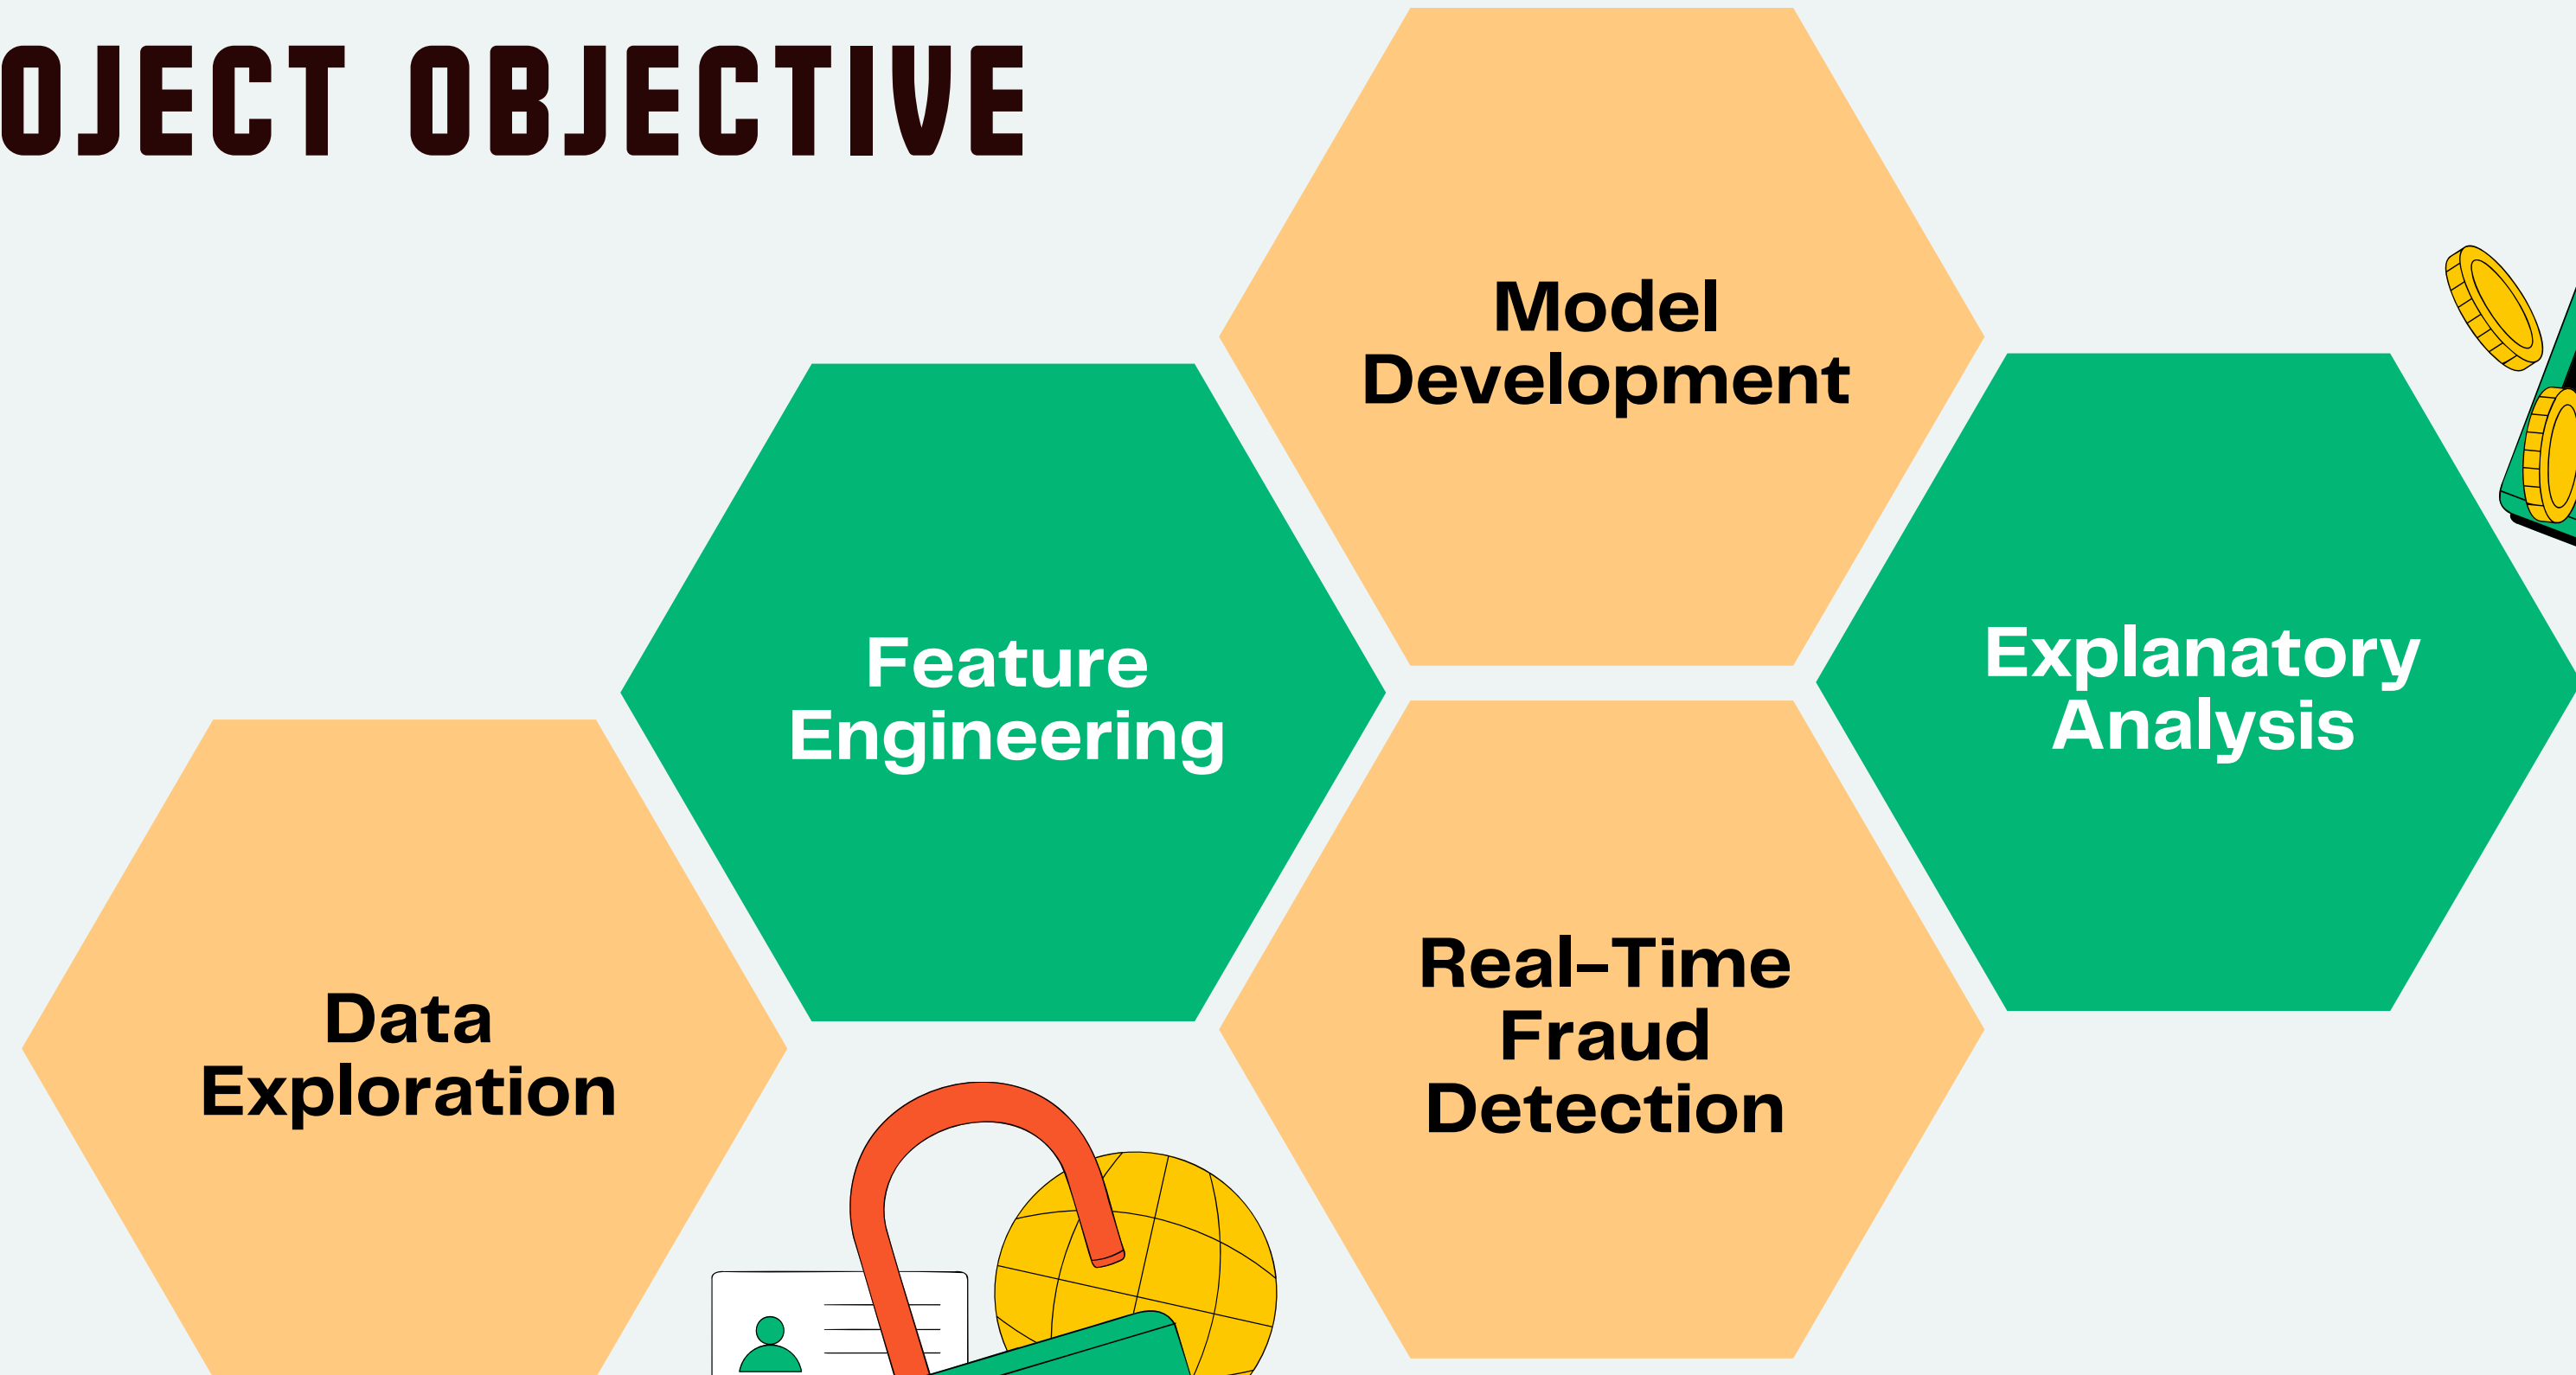 OJECT OBJECTIVE
Model
Development
Feature
Engineering
Explanatory
Analysis
Data
Exploration
Real-Time
Fraud
Detection